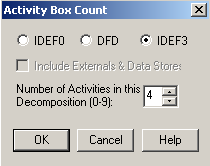 Activity Box Count
IDEF0 DFD IDEF3
Include Externals & Data Stores
Number of Activities in this
Decomposition (0-9): 4
OK Cancel Help